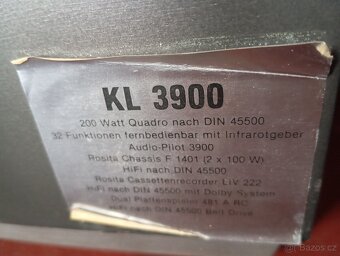 KL 3900
200 Watt Quadro nach DIN 45500
32 Funktionen fernbedienbar mit Infrarotgeber
Audio-Pilot 3900
Rosita Chassis F 1401 (2 x 100 W)
HiFi nach DIN 45500
Rosita Cassettenrecorder LiV 222
HiFi nach DIN 45500 mit Dolby System
Dual Plattenspieler 481 A RC
HiFi nach DIN 45500 Belt Drive
© sbazar.cz